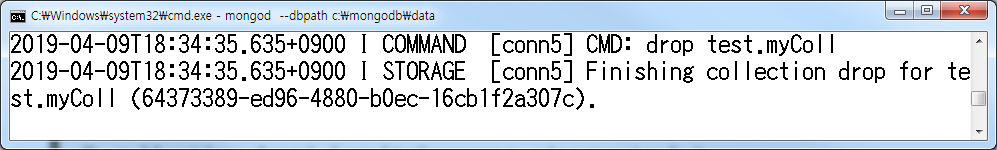 C:₩Windows₩system32₩cmd.exe - mongod  --dbpath c:₩mongodb₩data
2019-04-09T18:34:35.635+0900 I COMMAND  [conn5] CMD: drop test.myColl
2019-04-09T18:34:35.635+0900 I STORAGE  [conn5] Finishing collection drop for te
st.myColl (64373389-ed96-4880-b0ec-16cb1f2a307c).